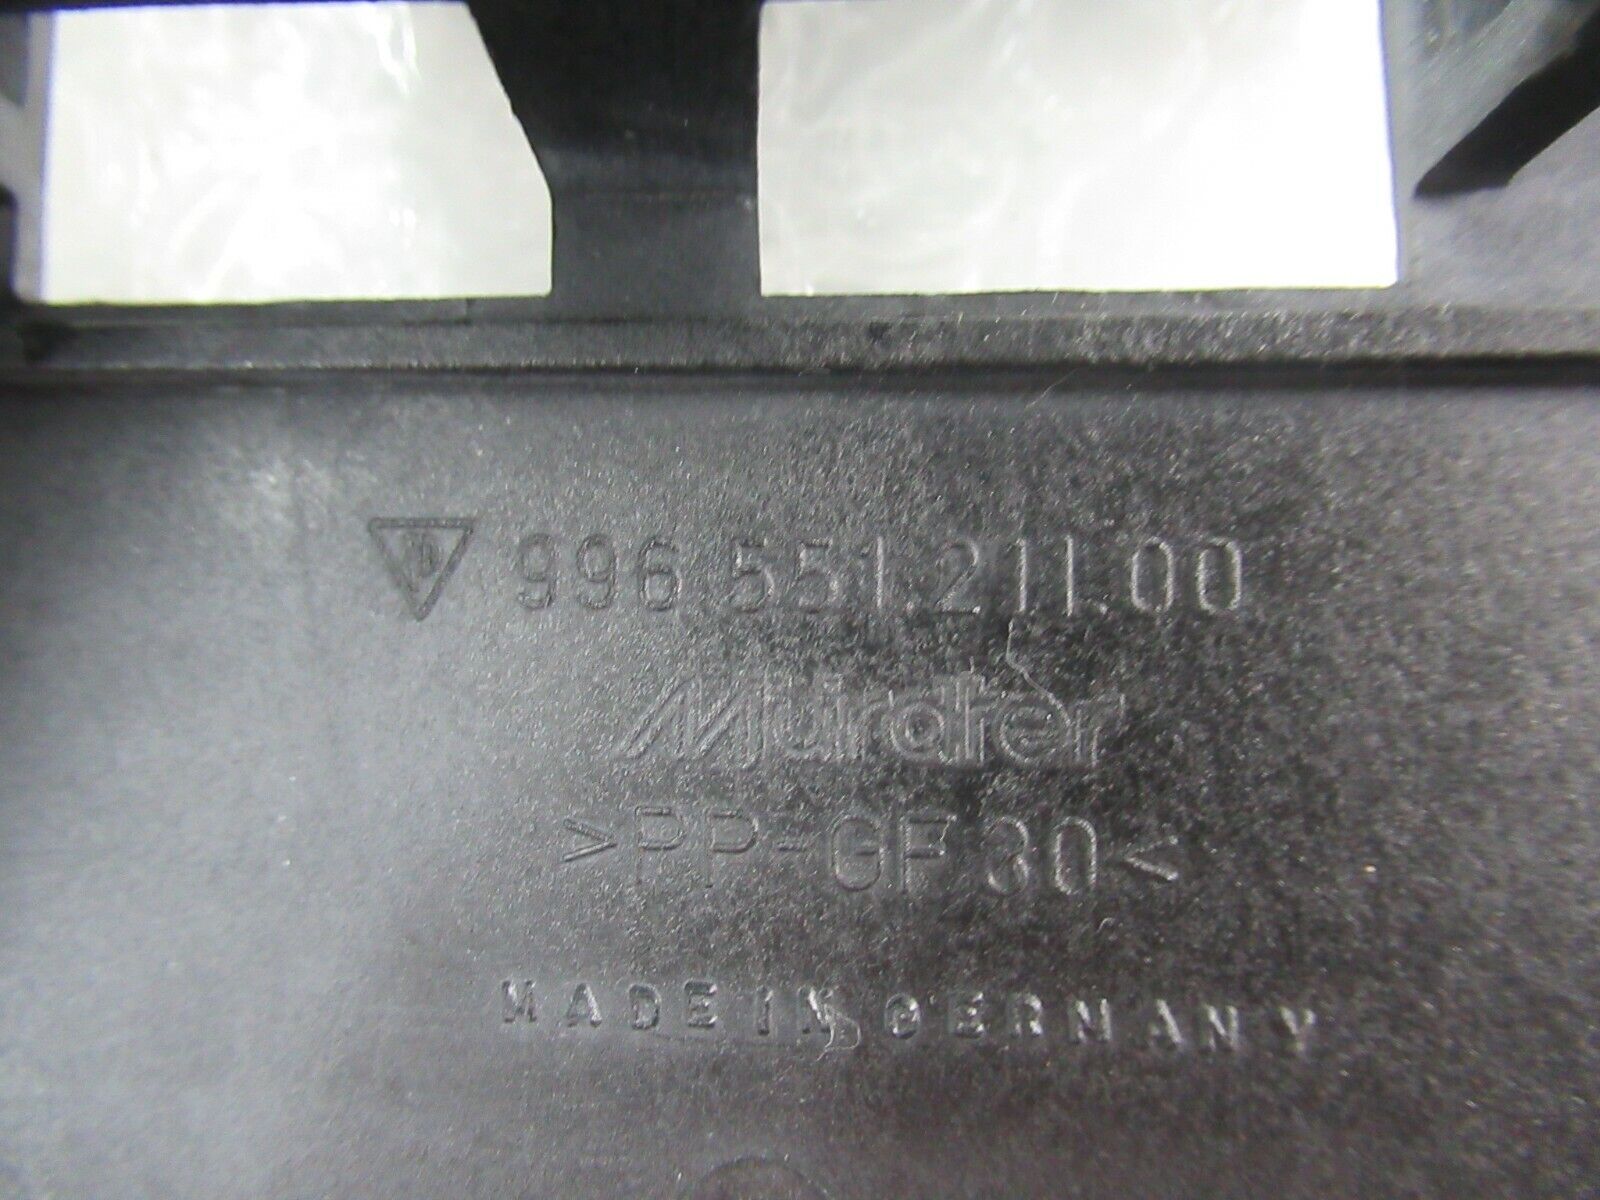 996.551.211.00
Mürdter
>PP-GF30<
MADE IN GERMANY